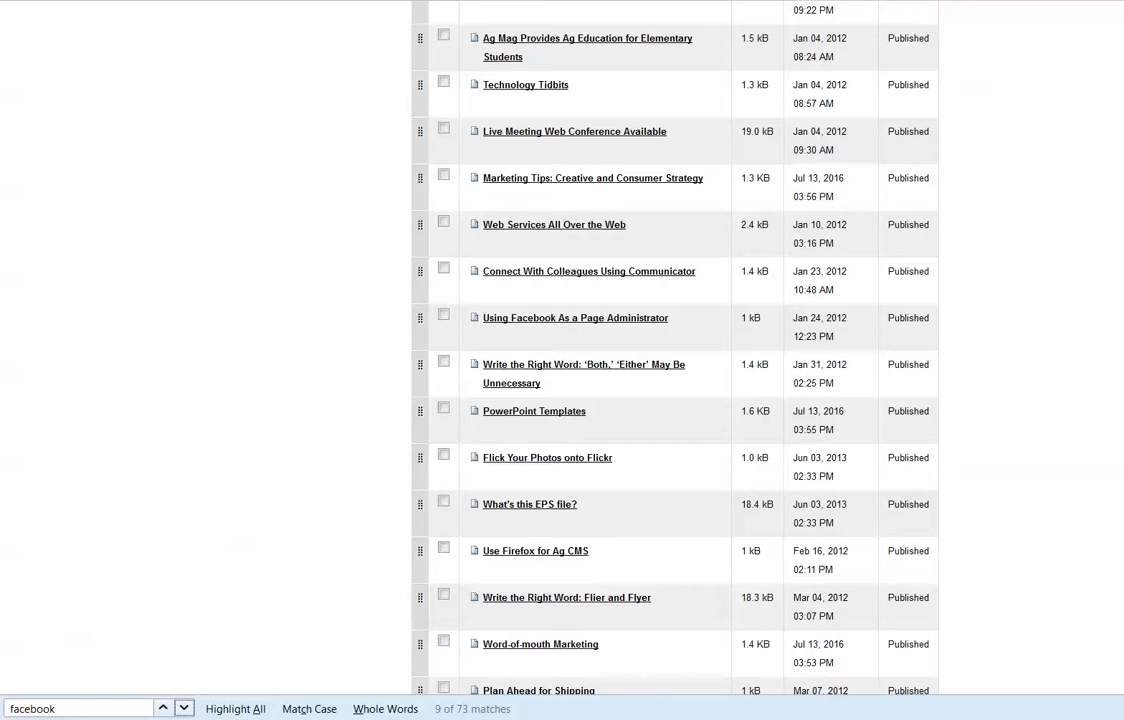 09:22 PM
Ag Mag Provides Ag Education for Elementary 1.5 kB Jan 04, 2012 Published
Students 08:24 AM
Technology Tidbits 1.3 kB Jan 04, 2012 Published
08:57 AM
Live Meeting Web Conference Available 19.0 kB Jan 04, 2012 Published
09:30 AM
Marketing Tips: Creative and Consumer Strategy 1.3 KB Jul 13, 2016 Published
03:56 PM
Web Services All Over the Web 2.4 kB Jan 10, 2012 Published
03:16 PM
Connect With Colleagues Using Communicator 1.4 kB Jan 23, 2012 Published
10:48 AM
Using Facebook As a Page Administrator 1 kB Jan 24, 2012 Published
12:23 PM
Write the Right Word: ‘Both,’ ‘Either’ May Be 1.4 kB Jan 31, 2012 Published
Unnecessary 02:25 PM
PowerPoint Templates 1.6 KB Jul 13, 2016 Published
03:55 PM
Flick Your Photos onto Flickr 1.0 kB Jun 03, 2013 Published
02:33 PM
What's this EPS file? 18.4 kB Jun 03, 2013 Published
02:33 PM
Use Firefox for Ag CMS 1 kB Feb 16, 2012 Published
02:11 PM
Write the Right Word: Flier and Flyer 18.3 kB Mar 04, 2012 Published
03:07 PM
Word-of-mouth Marketing 1.4 KB Jul 13, 2016 Published
03:53 PM
Plan Ahead for Shipping 1 kB Mar 07, 2012 Published
facebook Highlight All Match Case Whole Words 9 of 73 matches